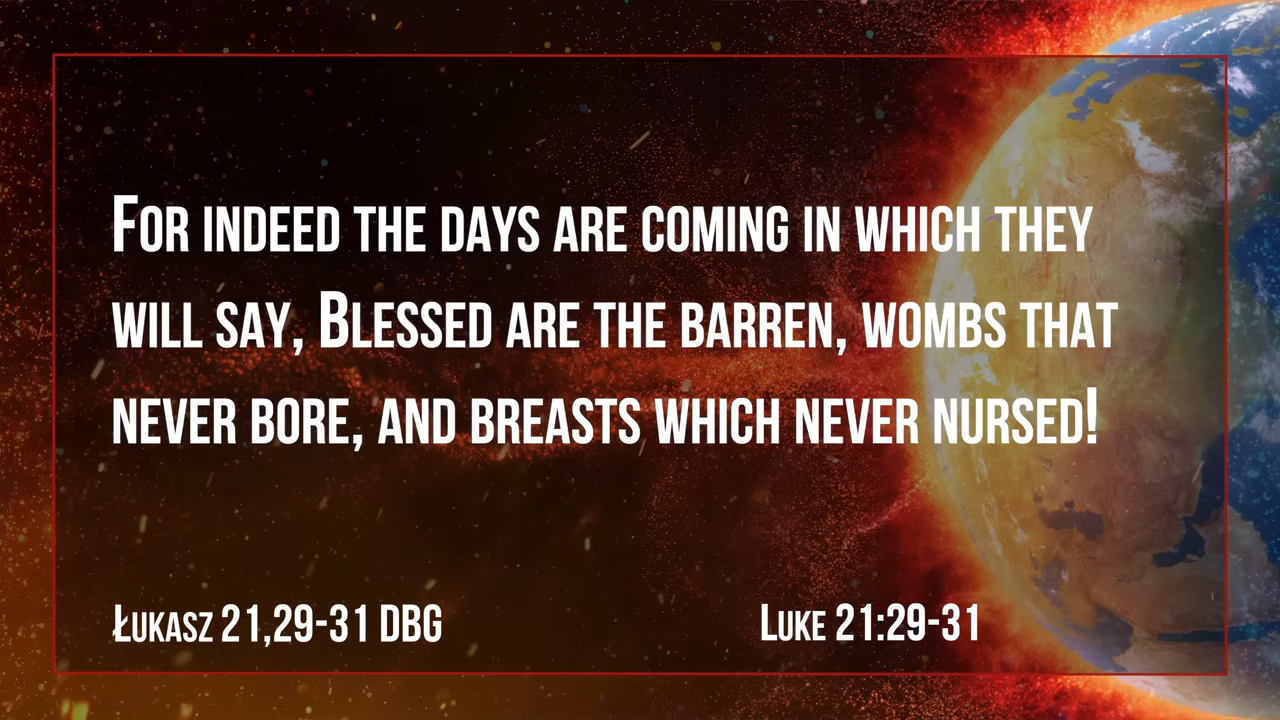 For indeed the days are coming in which they
will say, Blessed are the barren, wombs that
never bore, and breasts which never nursed!
Łukasz 21,29-31 DBG
Luke 21:29-31